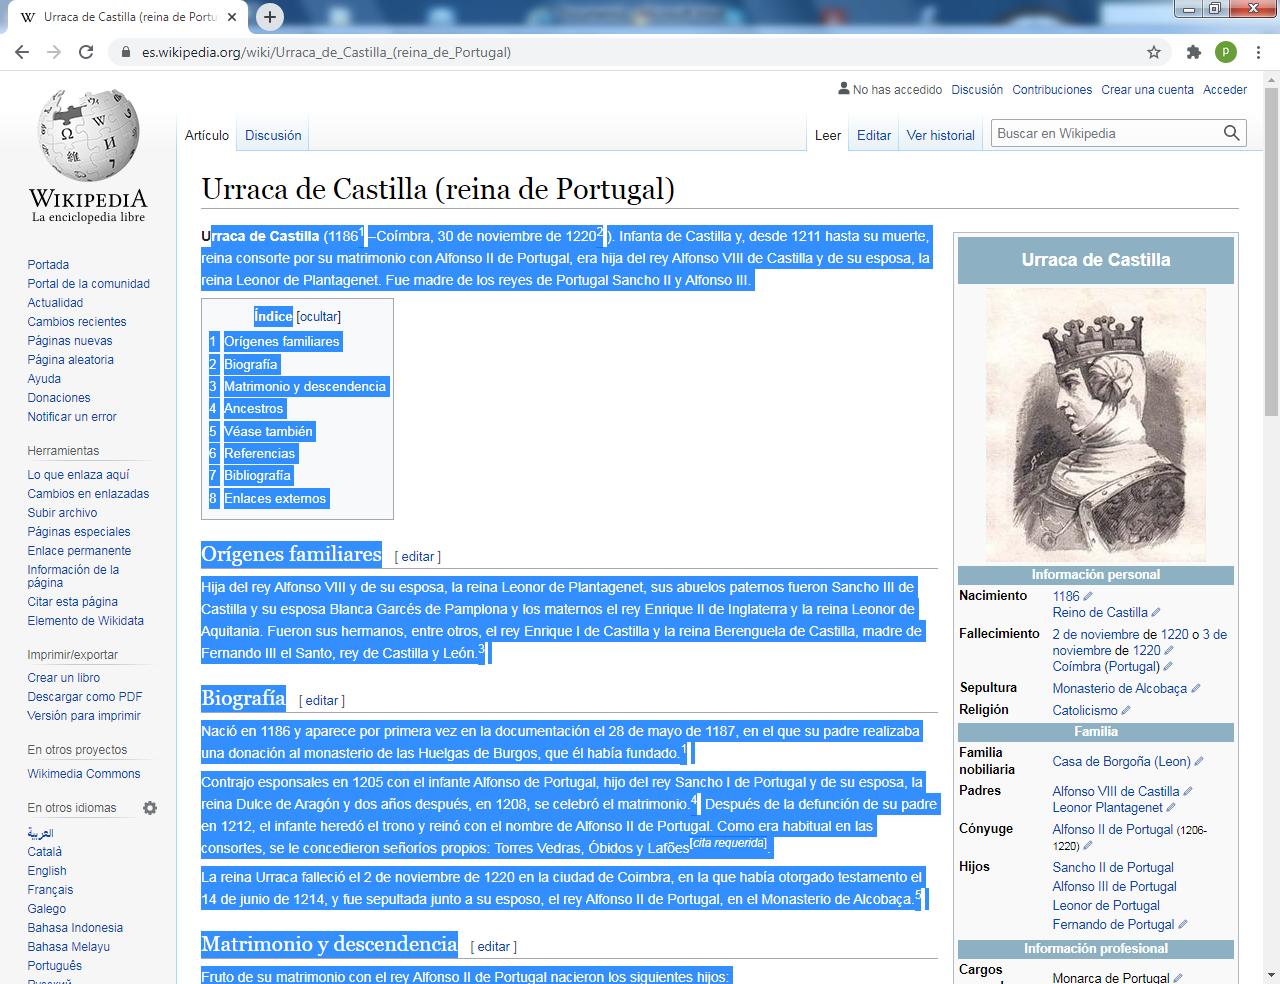 Urraca de Castilla (reina de Portu
es.wikipedia.org/wiki/Urraca_de_Castilla_(reina_de_Portugal)
P
No has accedido Discusión Contribuciones Crear una cuenta Acceder
Artículo Discusión Leer Editar Ver historial Buscar en Wikipedia
WIKIPEDIA
La enciclopedia libre
Portada
Portal de la comunidad
Actualidad
Cambios recientes
Páginas nuevas
Página aleatoria
Ayuda
Donaciones
Notificar un error
Herramientas
Lo que enlaza aquí
Cambios en enlazadas
Subir archivo
Páginas especiales
Enlace permanente
Información de la
página
Citar esta página
Elemento de Wikidata
Imprimir/exportar
Crear un libro
Descargar como PDF
Versión para imprimir
En otros proyectos
Wikimedia Commons
En otros idiomas
العربية
Català
English
Français
Galego
Bahasa Indonesia
Bahasa Melayu
Português
Русский
Urraca de Castilla (reina de Portugal)
Urraca de Castilla (11861 –Coímbra, 30 de noviembre de 12202 ). Infanta de Castilla y, desde 1211 hasta su muerte,
reina consorte por su matrimonio con Alfonso II de Portugal, era hija del rey Alfonso VIII de Castilla y de su esposa, la
reina Leonor de Plantagenet. Fue madre de los reyes de Portugal Sancho II y Alfonso III.
Índice [ocultar]
1 Orígenes familiares
2 Biografía
3 Matrimonio y descendencia
4 Ancestros
5 Véase también
6 Referencias
7 Bibliografía
8 Enlaces externos
Orígenes familiares [ editar ]
Hija del rey Alfonso VIII y de su esposa, la reina Leonor de Plantagenet, sus abuelos paternos fueron Sancho III de
Castilla y su esposa Blanca Garcés de Pamplona y los maternos el rey Enrique II de Inglaterra y la reina Leonor de
Aquitania. Fueron sus hermanos, entre otros, el rey Enrique I de Castilla y la reina Berenguela de Castilla, madre de
Fernando III el Santo, rey de Castilla y León.3
Biografía [ editar ]
Nació en 1186 y aparece por primera vez en la documentación el 28 de mayo de 1187, en el que su padre realizaba
una donación al monasterio de las Huelgas de Burgos, que él había fundado.1
Contrajo esponsales en 1205 con el infante Alfonso de Portugal, hijo del rey Sancho I de Portugal y de su esposa, la
reina Dulce de Aragón y dos años después, en 1208, se celebró el matrimonio.4 Después de la defunción de su padre
en 1212, el infante heredó el trono y reinó con el nombre de Alfonso II de Portugal. Como era habitual en las
consortes, se le concedieron señoríos propios: Torres Vedras, Óbidos y Lafões[cita requerida].
La reina Urraca falleció el 2 de noviembre de 1220 en la ciudad de Coimbra, en la que había otorgado testamento el
14 de junio de 1214, y fue sepultada junto a su esposo, el rey Alfonso II de Portugal, en el Monasterio de Alcobaça.5
Matrimonio y descendencia [ editar ]
Fruto de su matrimonio con el rey Alfonso II de Portugal nacieron los siguientes hijos:
Urraca de Castilla
Información personal
Nacimiento 1186
Reino de Castilla
Fallecimiento 2 de noviembre de 1220 o 3 de
noviembre de 1220
Coímbra (Portugal)
Sepultura Monasterio de Alcobaça
Religión Catolicismo
Familia
Familia
nobiliaria Casa de Borgoña (Leon)
Padres Alfonso VIII de Castilla
Leonor Plantagenet
Cónyuge Alfonso II de Portugal (1206-
1220)
Hijos Sancho II de Portugal
Alfonso III de Portugal
Leonor de Portugal
Fernando de Portugal
Información profesional
Cargos Monarca de Portugal